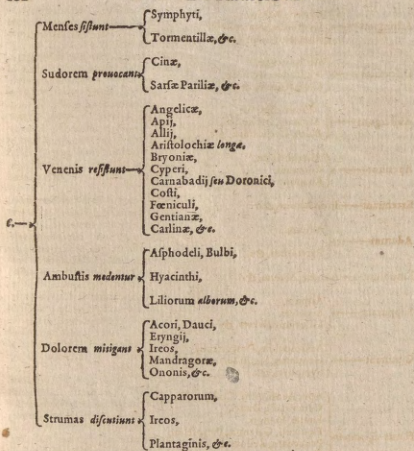 Symphyti,
Menses sistunt
Tormentillæ, &c.
Cinæ,
Sudorem prouocant
Sarsæ Pariliæ, &c.
Angelicæ,
Apij,
Allij,
Aristolochiæ longæ,
Bryoniæ,
Venenis resistunt
Cyperi,
Carnabadij seu Doronici,
Costi,
Fœniculi,
Gentianæ,
c.
Carlinæ, &c.
Asphodeli, Bulbi,
Ambustis medentur
Hyacinthi,
Liliorum alborum, &c.
Acori, Dauci,
Eryngij,
Dolorem mitigant
Ireos,
Mandragoræ,
Ononis, &c.
Capparorum,
Strumas discutiunt
Ireos,
Plantaginis, &c.